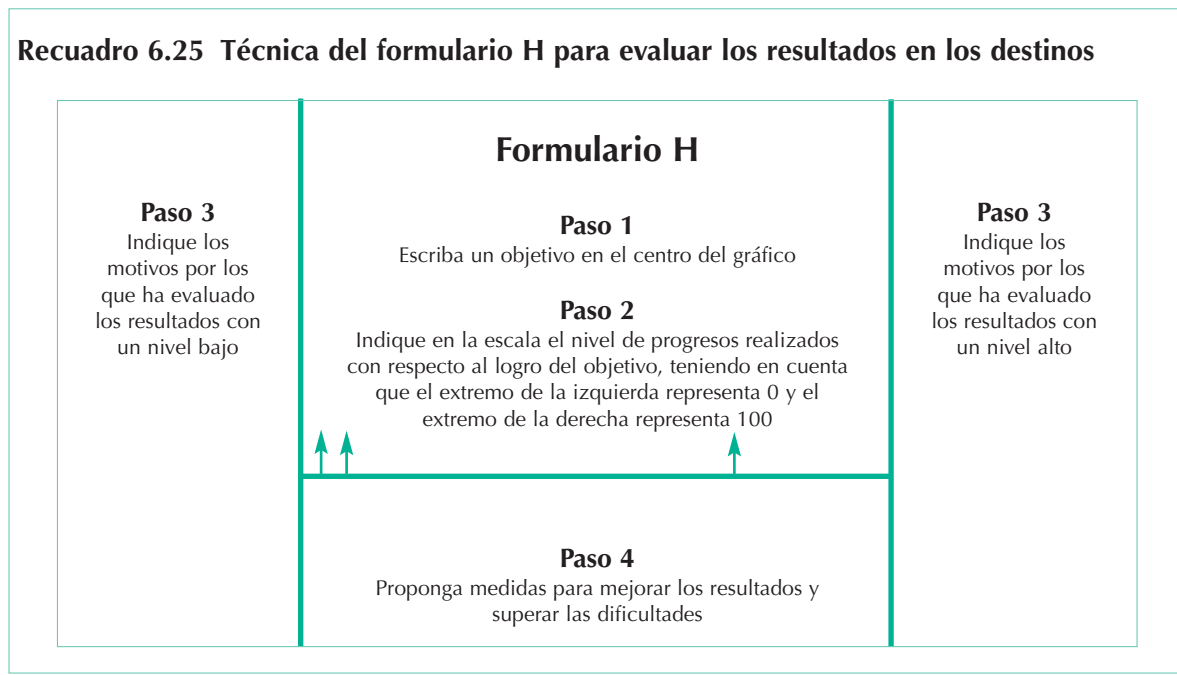 Recuadro 6.25 Técnica del formulario H para evaluar los resultados en los destinos
Formulario H
Paso 3
Indique los
motivos por los
que ha evaluado
los resultados con
un nivel bajo
Paso 1
Escriba un objetivo en el centro del gráfico
Paso 2
Indique en la escala el nivel de progresos realizados
con respecto al logro del objetivo, teniendo en cuenta
que el extremo de la izquierda representa 0 y el
extremo de la derecha representa 100
Paso 3
Indique los
motivos por los
que ha evaluado
los resultados con
un nivel alto
Paso 4
Proponga medidas para mejorar los resultados y
superar las dificultades